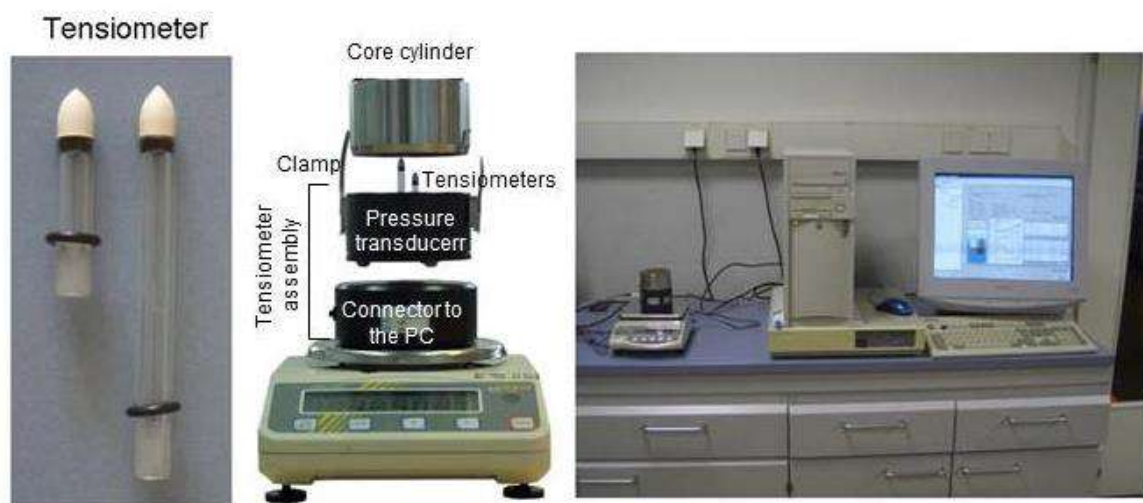 Tensiometer
Core cylinder
Clamp
Tensiometers
Tensiometer
assembly
Pressure
transducerr
Connector to
the PC